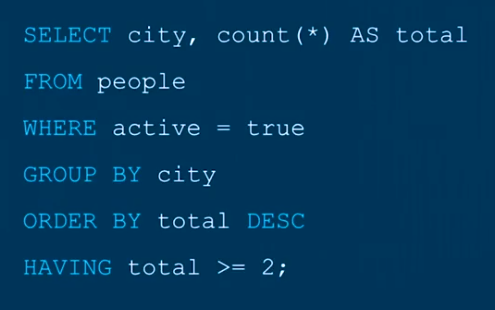 SELECT city, count(*) AS total
FROM people
WHERE active = true
GROUP BY city
ORDER BY total DESC
HAVING total >= 2;